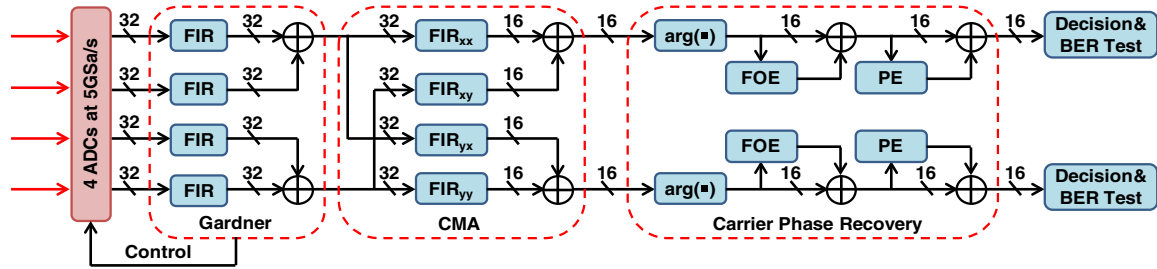 4 ADCs at 5GSa/s
32 FIR 32 32 FIRxx 16 16 arg(▪) 16 16 16 Decision& BER Test
FOE PE
32 FIR 32 32 FIRxy 16
32 FIR 32 32 FIRyx 16
FOE PE
32 FIR 32 32 FIRyy 16 16 arg(▪) 16 16 16 Decision& BER Test
Gardner CMA Carrier Phase Recovery
Control